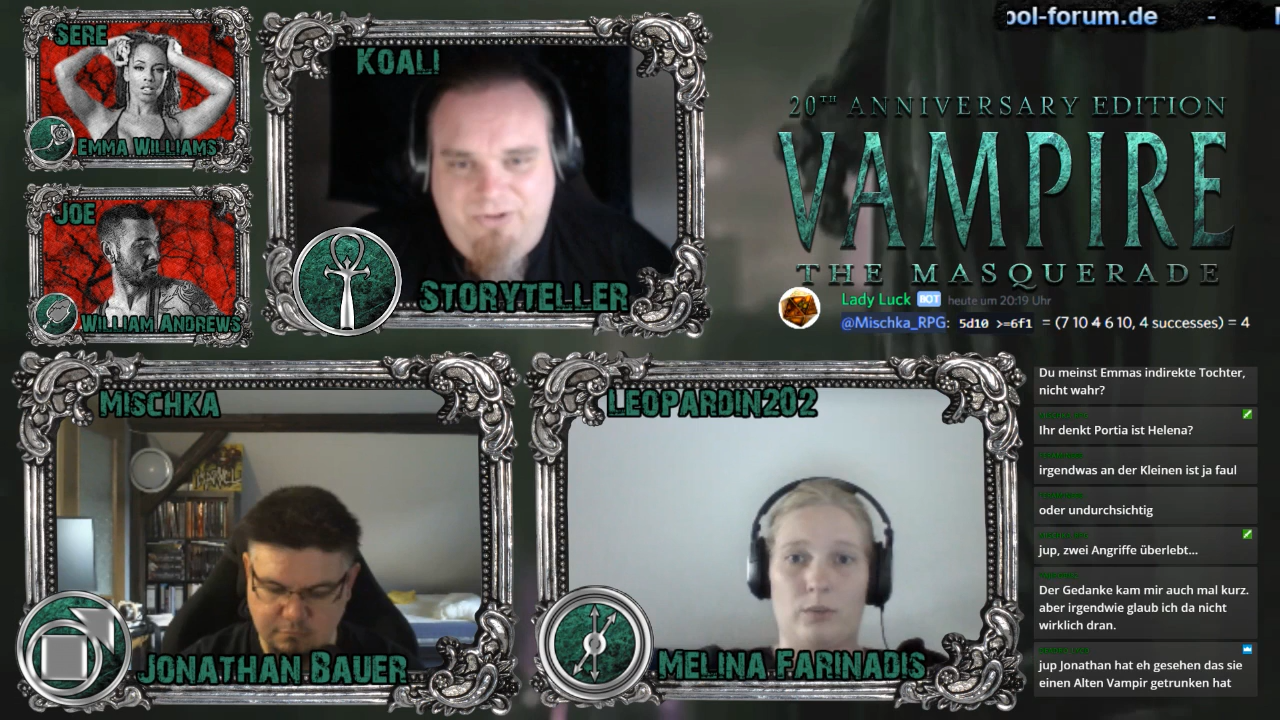 SERE
EMMA WILLIAMS
JOE
WILLIAM ANDREWS
KOALI
STORYTELLER
ool-forum.de -
20TH ANNIVERSARY EDITION
VAMPIRE
THE MASQUERADE
Lady Luck BOT heute um 20:19 Uhr
@Mischka_RPG: 5d10 >=6f1 = (7 10 4 6 10, 4 successes) = 4
MISCHKA
JONATHAN BAUER
LEOPARDIN202
MELINA FARINADIS
Du meinst Emmas indirekte Tochter,
nicht wahr?
Ihr denkt Portia ist Helena?
irgendwas an der Kleinen ist ja faul
oder undurchsichtig
jup, zwei Angriffe überlebt...
Der Gedanke kam mir auch mal kurz.
aber irgendwie glaub ich da nicht
wirklich dran.
jup Jonathan hat eh gesehen das sie
einen Alten Vampir getrunken hat